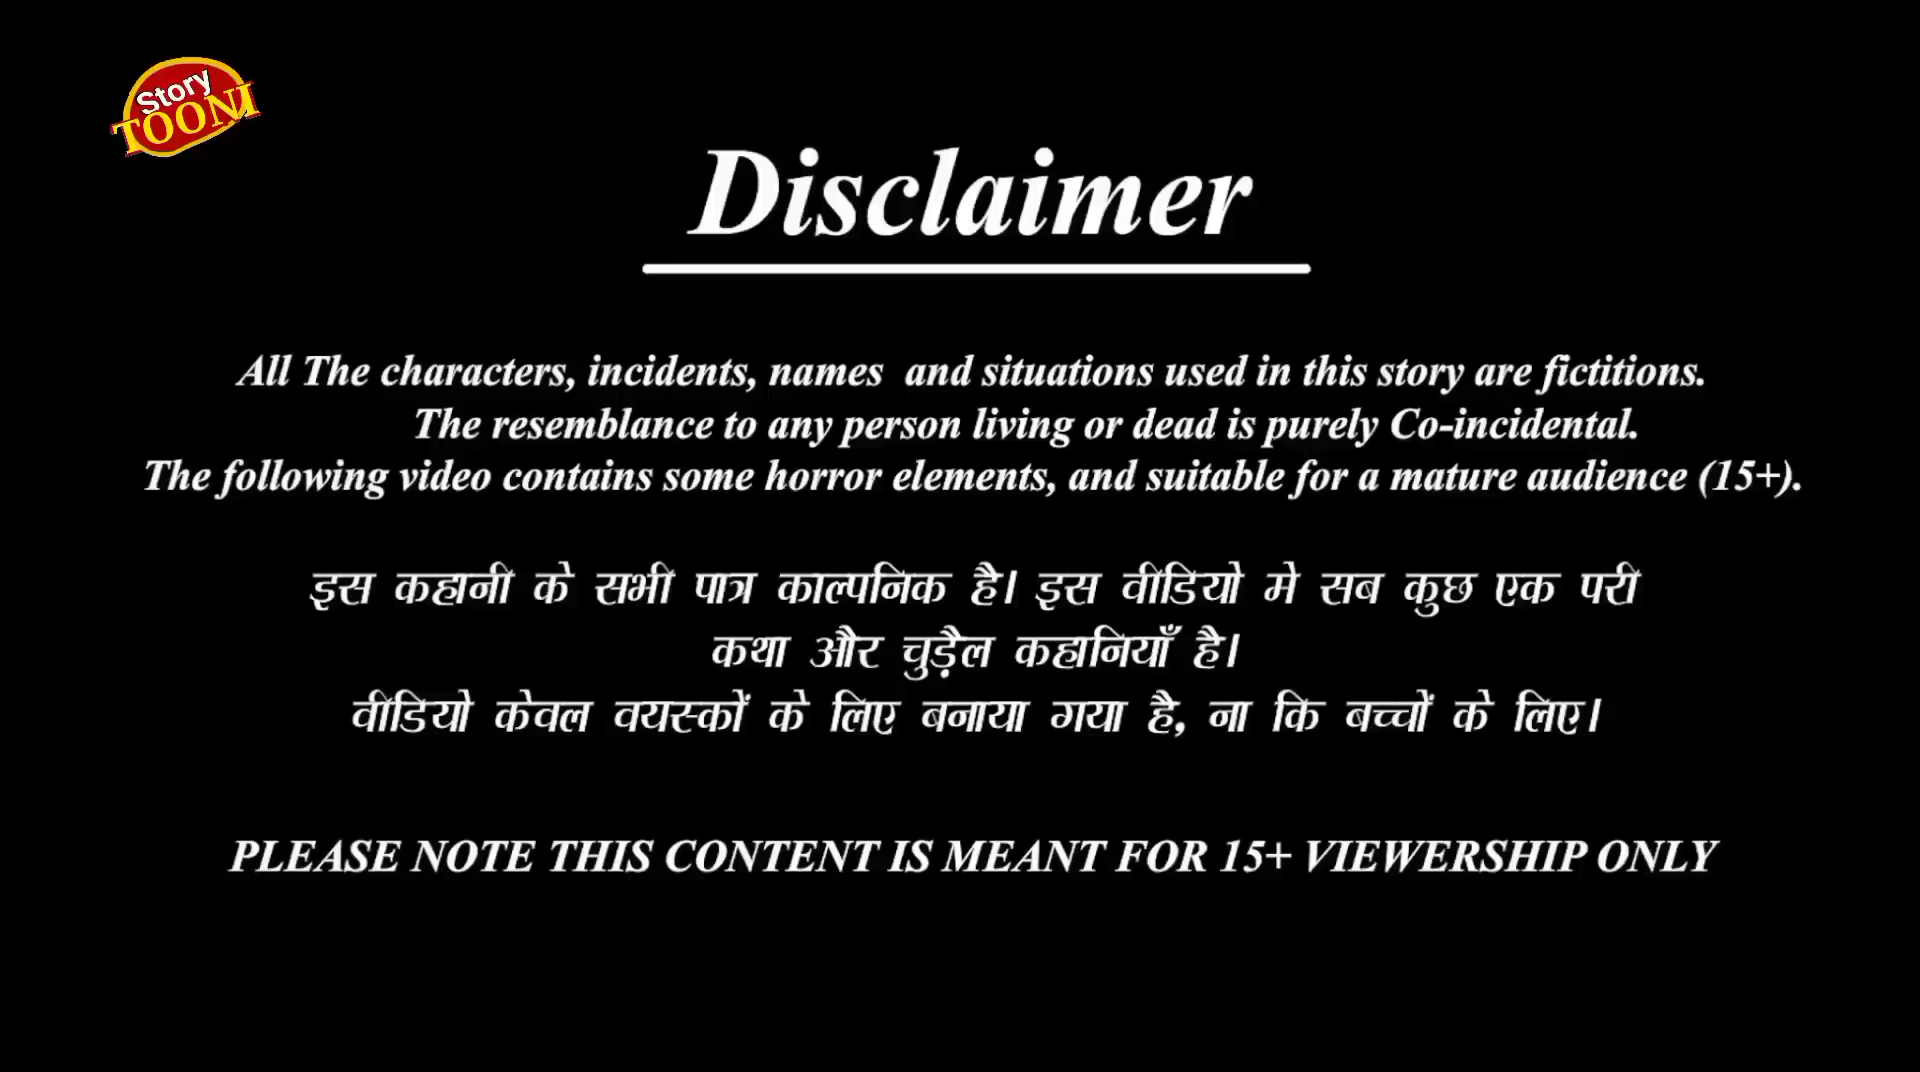 Story
TOONI
Disclaimer
All The characters, incidents, names and situations used in this story are fictitions.
The resemblance to any person living or dead is purely Co-incidental.
The following video contains some horror elements, and suitable for a mature audience (15+).
इस कहानी के सभी पात्र काल्पनिक है। इस वीडियो मे सब कुछ एक परी
कथा और चुड़ैल कहानियाँ है।
वीडियो केवल वयस्कों के लिए बनाया गया है, ना कि बच्चों के लिए।
PLEASE NOTE THIS CONTENT IS MEANT FOR 15+ VIEWERSHIP ONLY